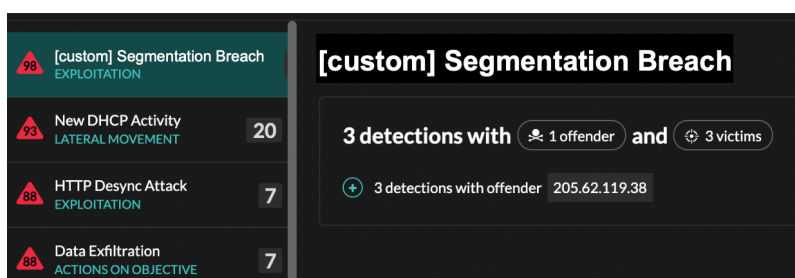 98
[custom] Segmentation Breach
EXPLOITATION
93
New DHCP Activity
LATERAL MOVEMENT
20
88
HTTP Desync Attack
EXPLOITATION
7
88
Data Exfiltration
ACTIONS ON OBJECTIVE
7
[custom] Segmentation Breach
3 detections with 1 offender and 3 victims
3 detections with offender 205.62.119.38